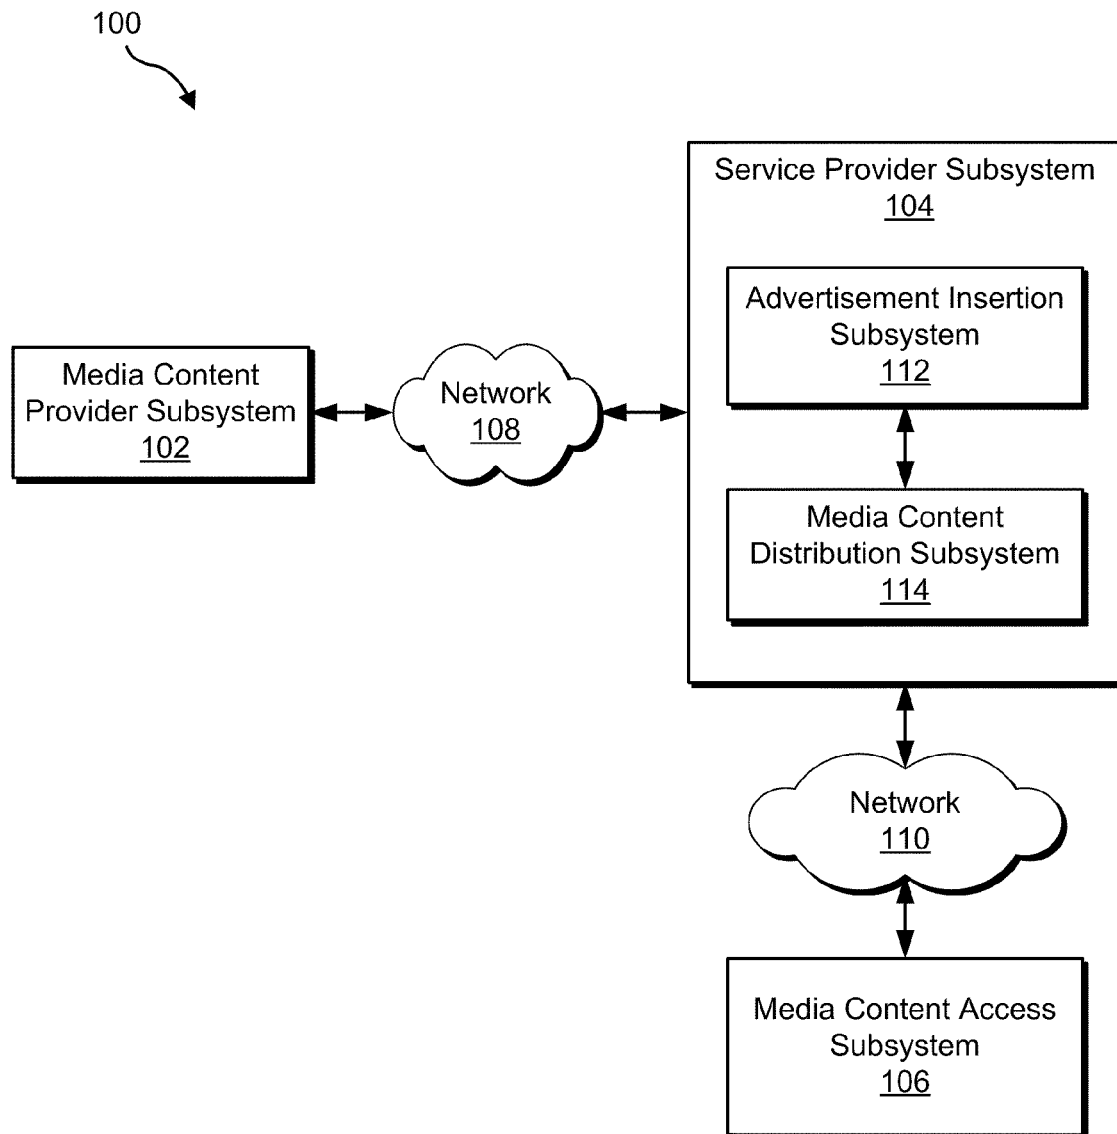 100
Service Provider Subsystem
104
Advertisement Insertion
Subsystem
112
Media Content
Provider Subsystem
102
Network
108
Media Content
Distribution Subsystem
114
Network
110
Media Content Access
Subsystem
106